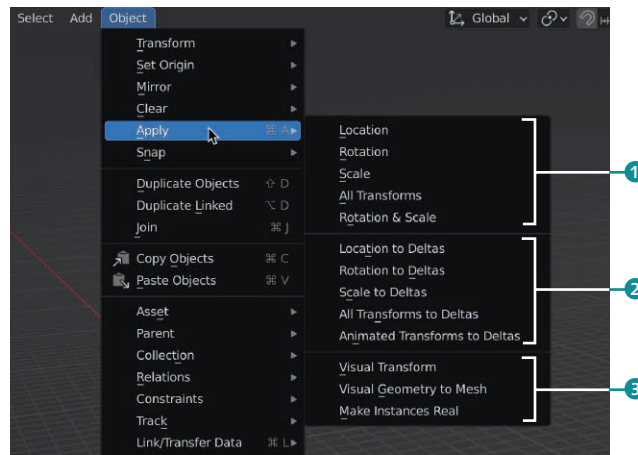 Select Add Object Global
Transform
Set Origin
Mirror
Clear
Apply ⌘ A
Snap
Duplicate Objects ⇧ D
Duplicate Linked ⌥ D
Join ⌘ J
Copy Objects ⌘ C
Paste Objects ⌘ V
Asset
Parent
Collection
Relations
Constraints
Track
Link/Transfer Data ⌘ L
Location
Rotation
Scale
All Transforms
Rotation & Scale
1
Location to Deltas
Rotation to Deltas
Scale to Deltas
All Transforms to Deltas
Animated Transforms to Deltas
2
Visual Transform
Visual Geometry to Mesh
Make Instances Real
3